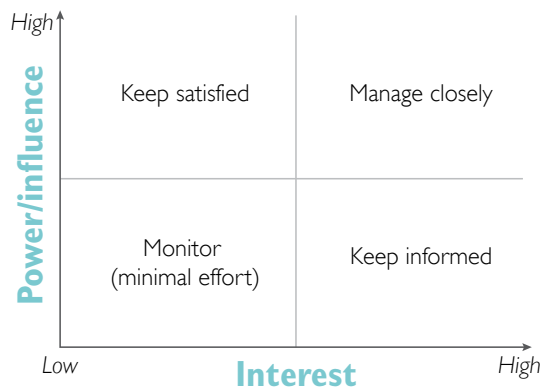 High
Keep satisfied
Manage closely
Power/influence
Monitor
(minimal effort)
Keep informed
Low
Interest
High